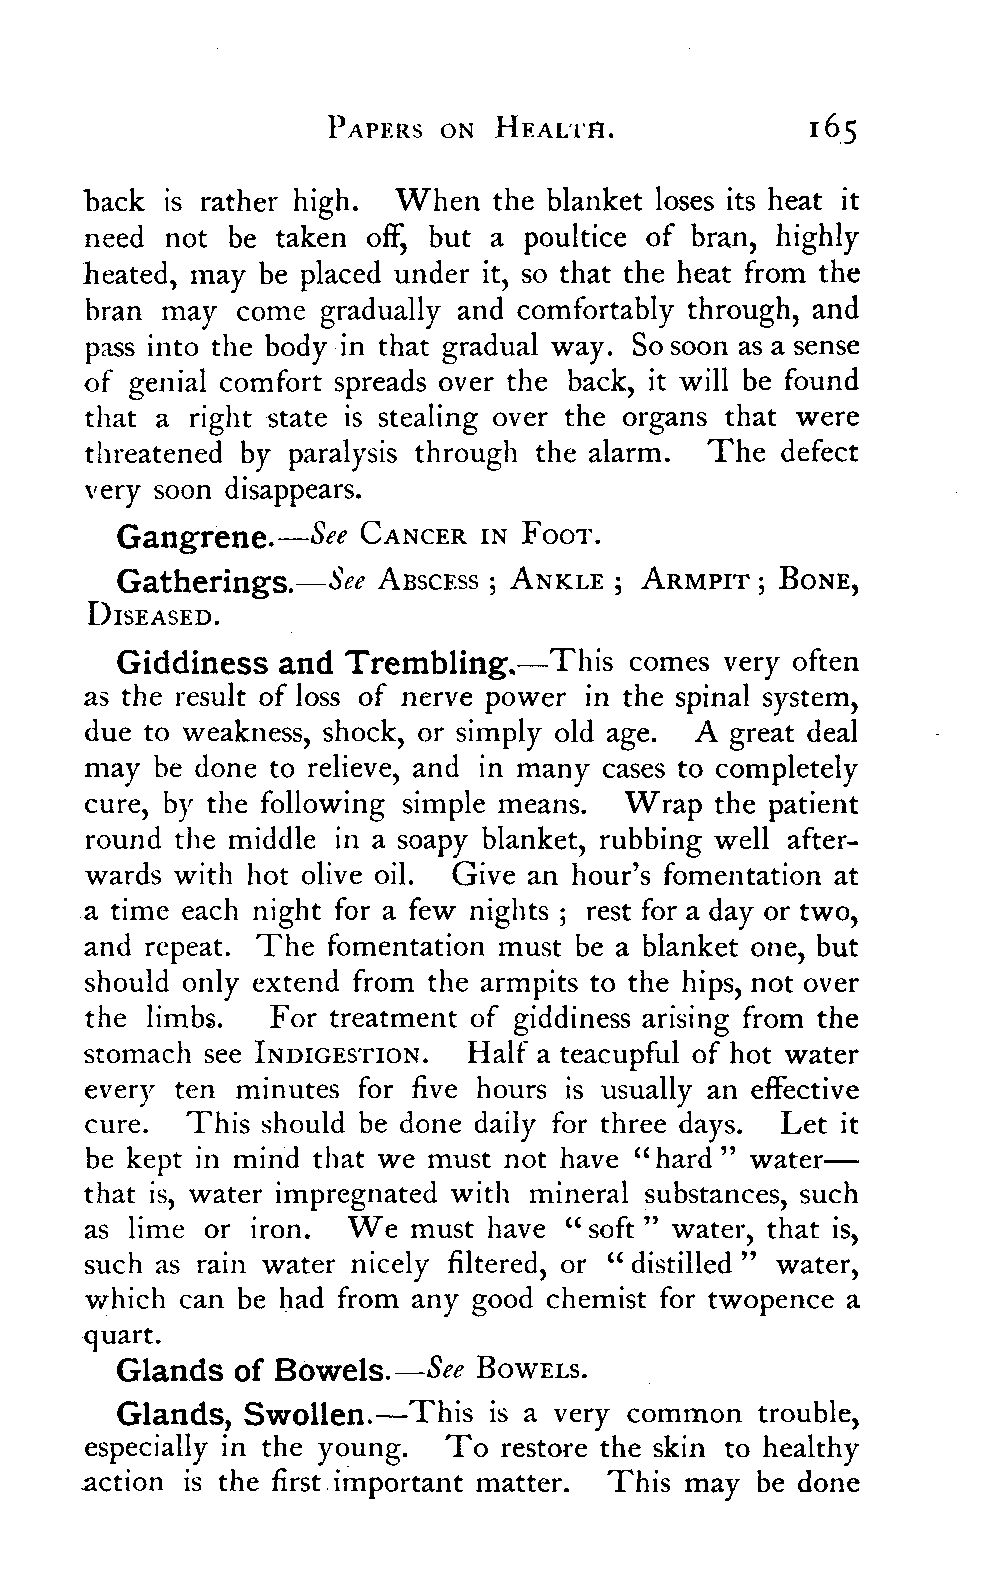 PAPERS ON HEALTH. 165
back is rather high. When the blanket loses its heat it
need not be taken off, but a poultice of bran, highly
heated, may be placed under it, so that the heat from the
bran may come gradually and comfortably through, and
pass into the body in that gradual way. So soon as a sense
of genial comfort spreads over the back, it will be found
that a right state is stealing over the organs that were
threatened by paralysis through the alarm. The defect
very soon disappears.
Gangrene.—See CANCER IN FOOT.
Gatherings.—See ABSCESS ; ANKLE ; ARMPIT ; BONE,
DISEASED.
Giddiness and Trembling.—This comes very often
as the result of loss of nerve power in the spinal system,
due to weakness, shock, or simply old age. A great deal
may be done to relieve, and in many cases to completely
cure, by the following simple means. Wrap the patient
round the middle in a soapy blanket, rubbing well after-
wards with hot olive oil. Give an hour's fomentation at
a time each night for a few nights ; rest for a day or two,
and repeat. The fomentation must be a blanket one, but
should only extend from the armpits to the hips, not over
the limbs. For treatment of giddiness arising from the
stomach see INDIGESTION. Half a teacupful of hot water
every ten minutes for five hours is usually an effective
cure. This should be done daily for three days. Let it
be kept in mind that we must not have "hard" water—
that is, water impregnated with mineral substances, such
as lime or iron. We must have "soft" water, that is,
such as rain water nicely filtered, or "distilled" water,
which can be had from any good chemist for twopence a
quart.
Glands of Bowels.—See BOWELS.
Glands, Swollen.—This is a very common trouble,
especially in the young. To restore the skin to healthy
action is the first important matter. This may be done